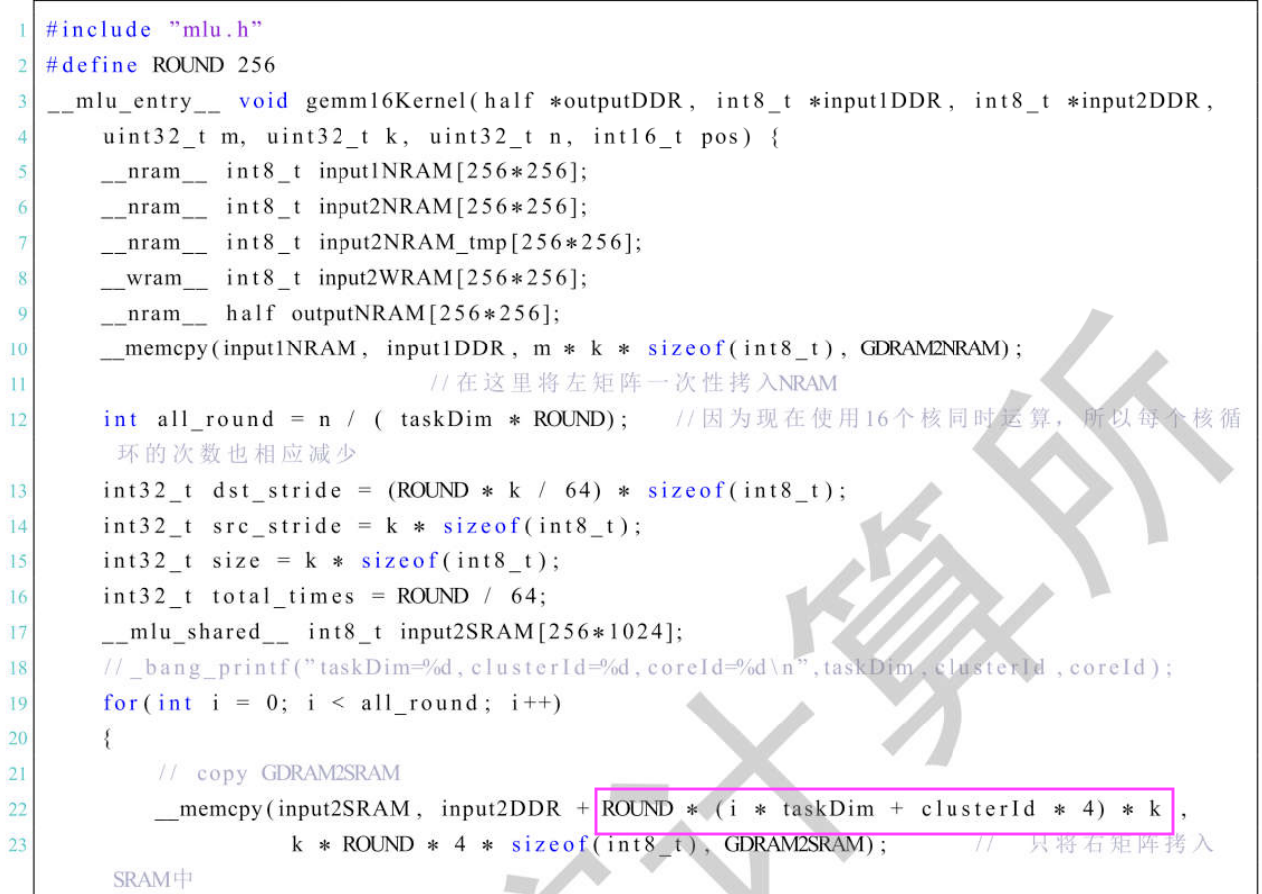 1 #include ”mlu.h”
2 #define ROUND 256
3 __mlu_entry__ void gemm16Kernel(half *outputDDR, int8_t *input1DDR, int8_t *input2DDR,
4 uint32_t m, uint32_t k, uint32_t n, int16_t pos) {
5 __nram__ int8_t input1NRAM[256*256];
6 __nram__ int8_t input2NRAM[256*256];
7 __nram__ int8_t input2NRAM_tmp[256*256];
8 __wram__ int8_t input2WRAM[256*256];
9 __nram__ half outputNRAM[256*256];
10 __memcpy(input1NRAM, input1DDR, m * k * sizeof(int8_t), GDRAM2NRAM);
11 //在这里将左矩阵一次性拷入NRAM
12 int all_round = n / ( taskDim * ROUND); //因为现在使用16个核同时运算，所以每个核循
环的次数也相应减少
13 int32_t dst_stride = (ROUND * k / 64) * sizeof(int8_t);
14 int32_t src_stride = k * sizeof(int8_t);
15 int32_t size = k * sizeof(int8_t);
16 int32_t total_times = ROUND / 64;
17 __mlu_shared__ int8_t input2SRAM[256*1024];
18 //_bang_printf(”taskDim=%d,clusterId=%d,coreId=%d\n”,taskDim,clusterId,coreId);
19 for(int i = 0; i < all_round; i++)
20 {
21 // copy GDRAM2SRAM
22 __memcpy(input2SRAM, input2DDR + ROUND * (i * taskDim + clusterId * 4) * k ,
23 k * ROUND * 4 * sizeof(int8_t), GDRAM2SRAM); // 只将右矩阵拷入
SRAM中
计算所